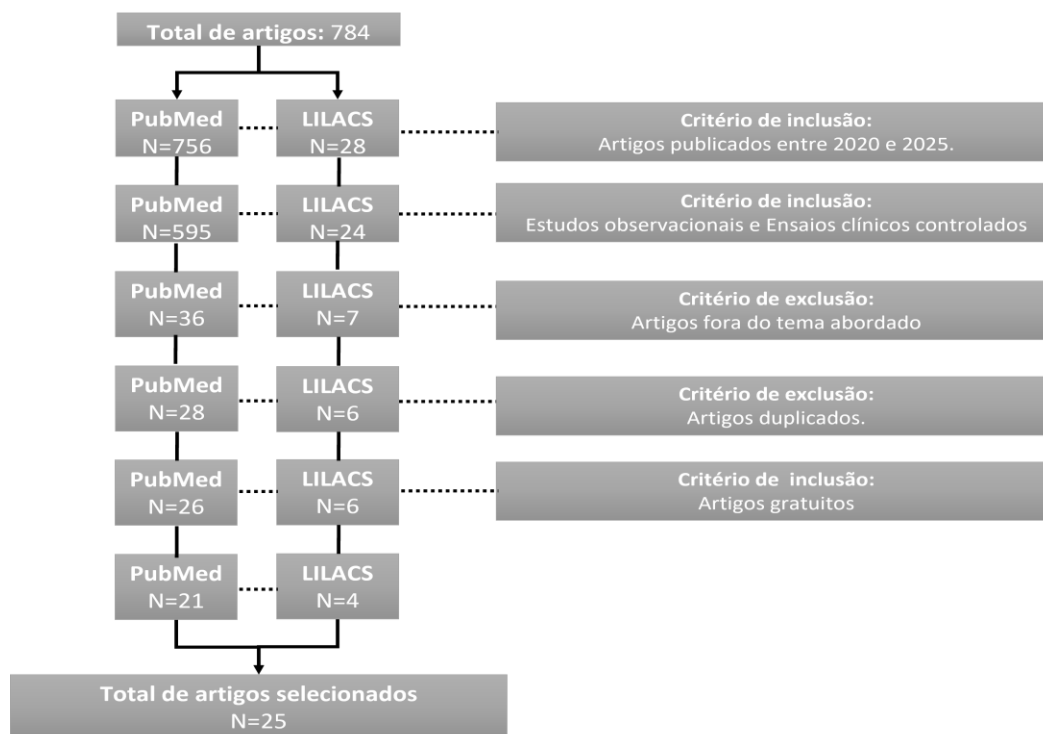 Total de artigos: 784
PubMed
N=756
LILACS
N=28
Critério de inclusão:
Artigos publicados entre 2020 e 2025.
PubMed
N=595
LILACS
N=24
Critério de inclusão:
Estudos observacionais e Ensaios clínicos controlados
PubMed
N=36
LILACS
N=7
Critério de exclusão:
Artigos fora do tema abordado
PubMed
N=28
LILACS
N=6
Critério de exclusão:
Artigos duplicados.
PubMed
N=26
LILACS
N=6
Critério de inclusão:
Artigos gratuitos
PubMed
N=21
LILACS
N=4
Total de artigos selecionados
N=25